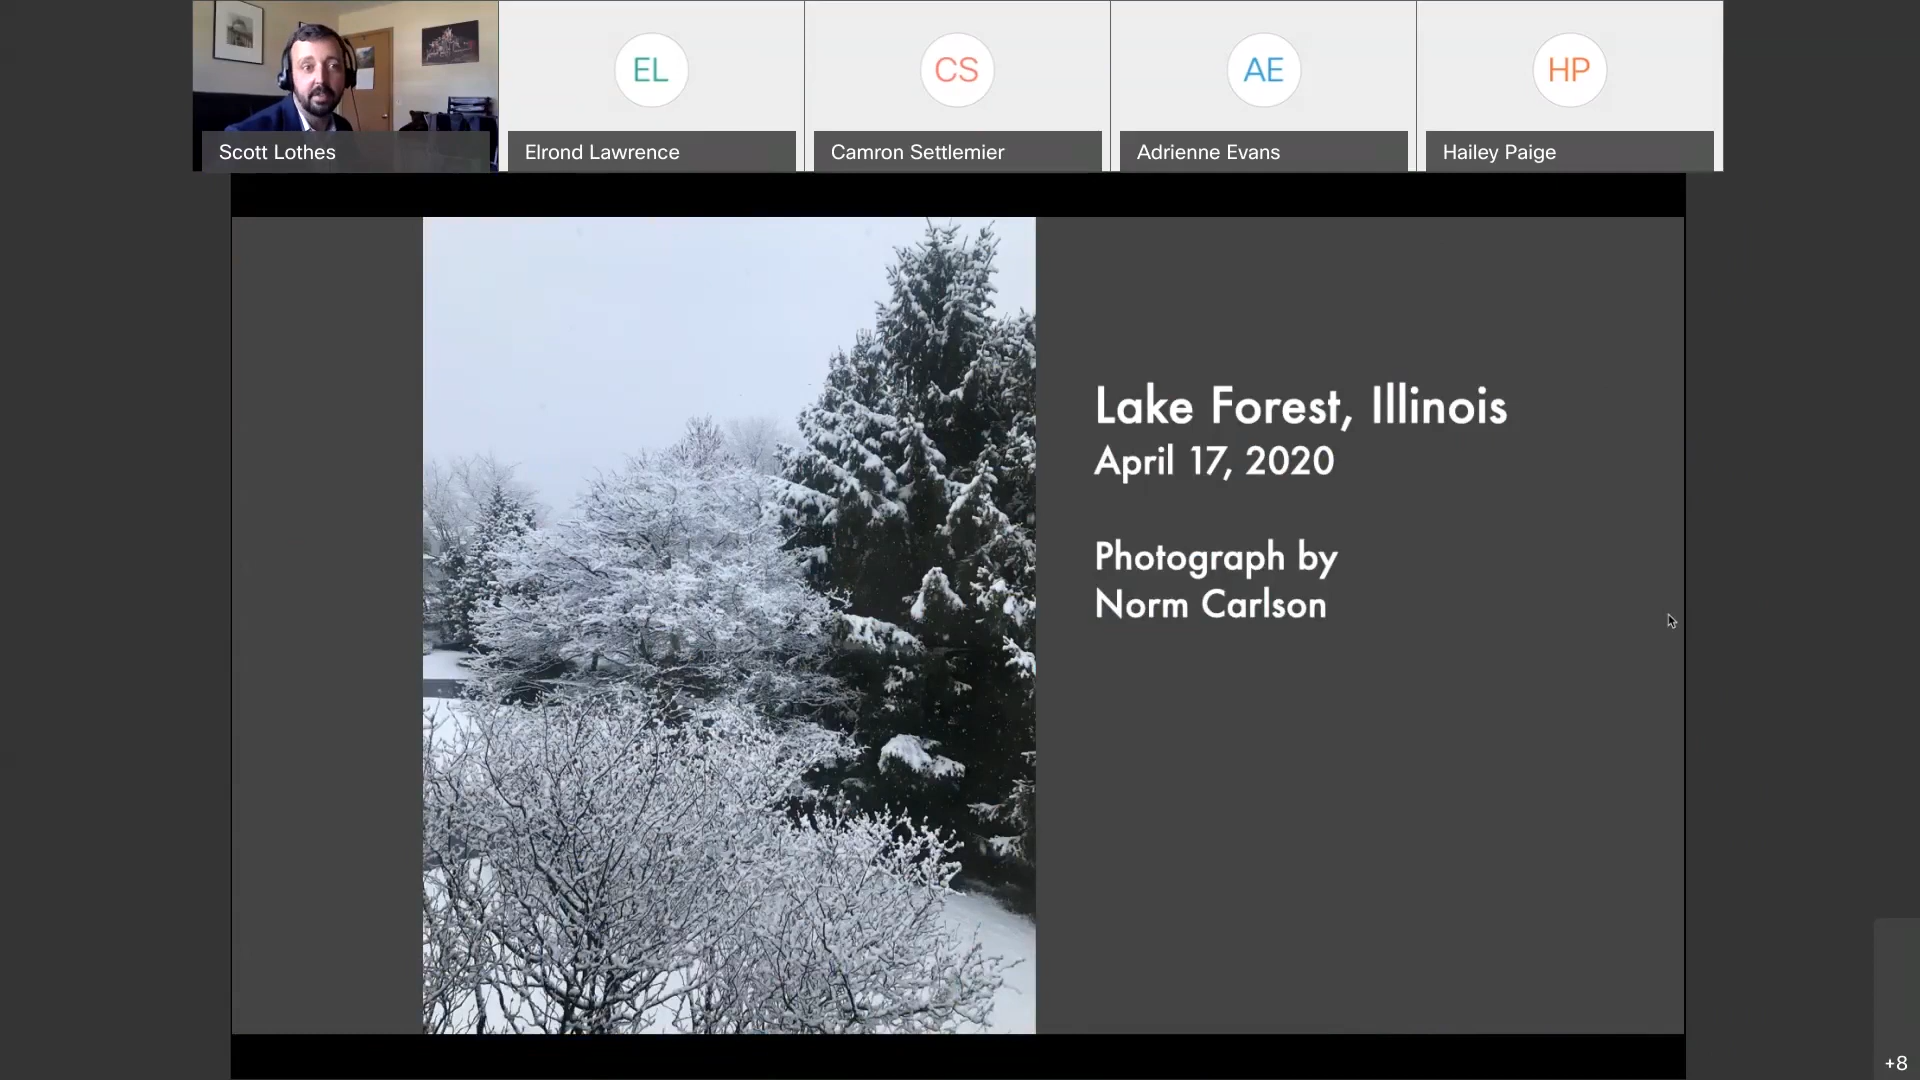 EL
CS
AE
HP
Scott Lothes
Elrond Lawrence
Camron Settlemier
Adrienne Evans
Hailey Paige
Lake Forest, Illinois
April 17, 2020
Photograph by
Norm Carlson
+8